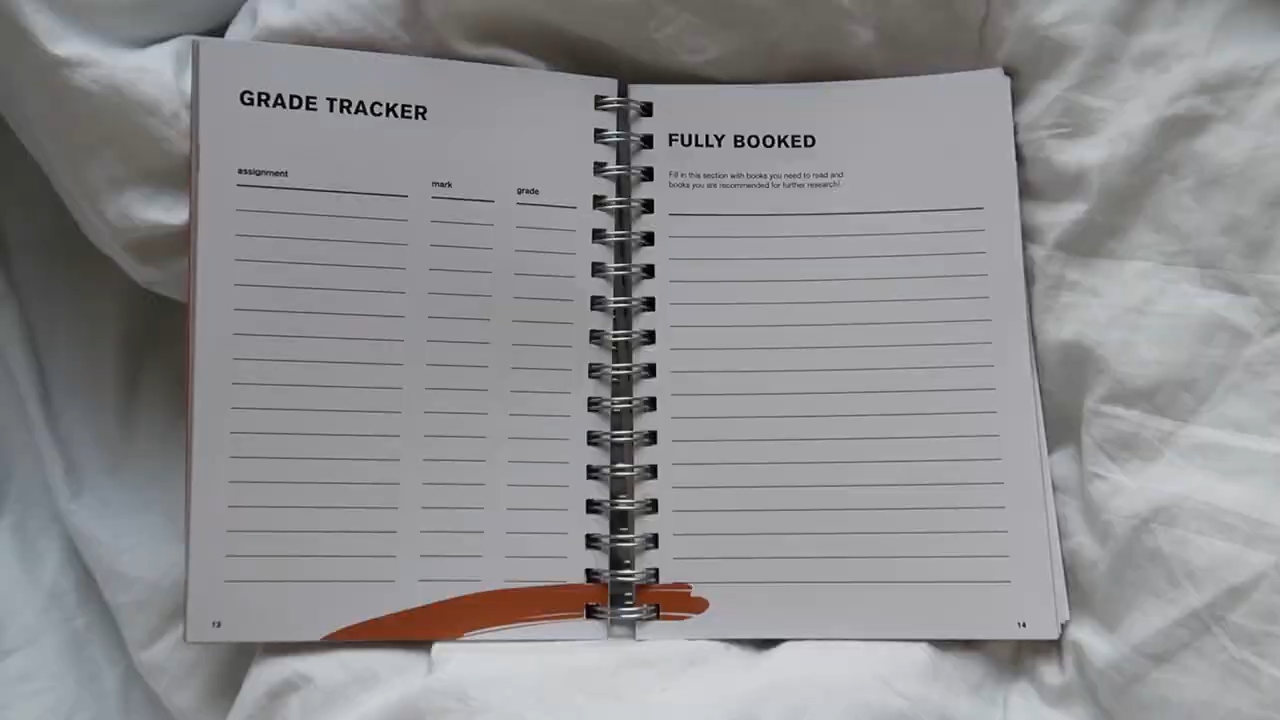 GRADE TRACKER
assignment
mark
grade
13
FULLY BOOKED
Fill in this section with books you need to read and
books you are recommended for further research!
14